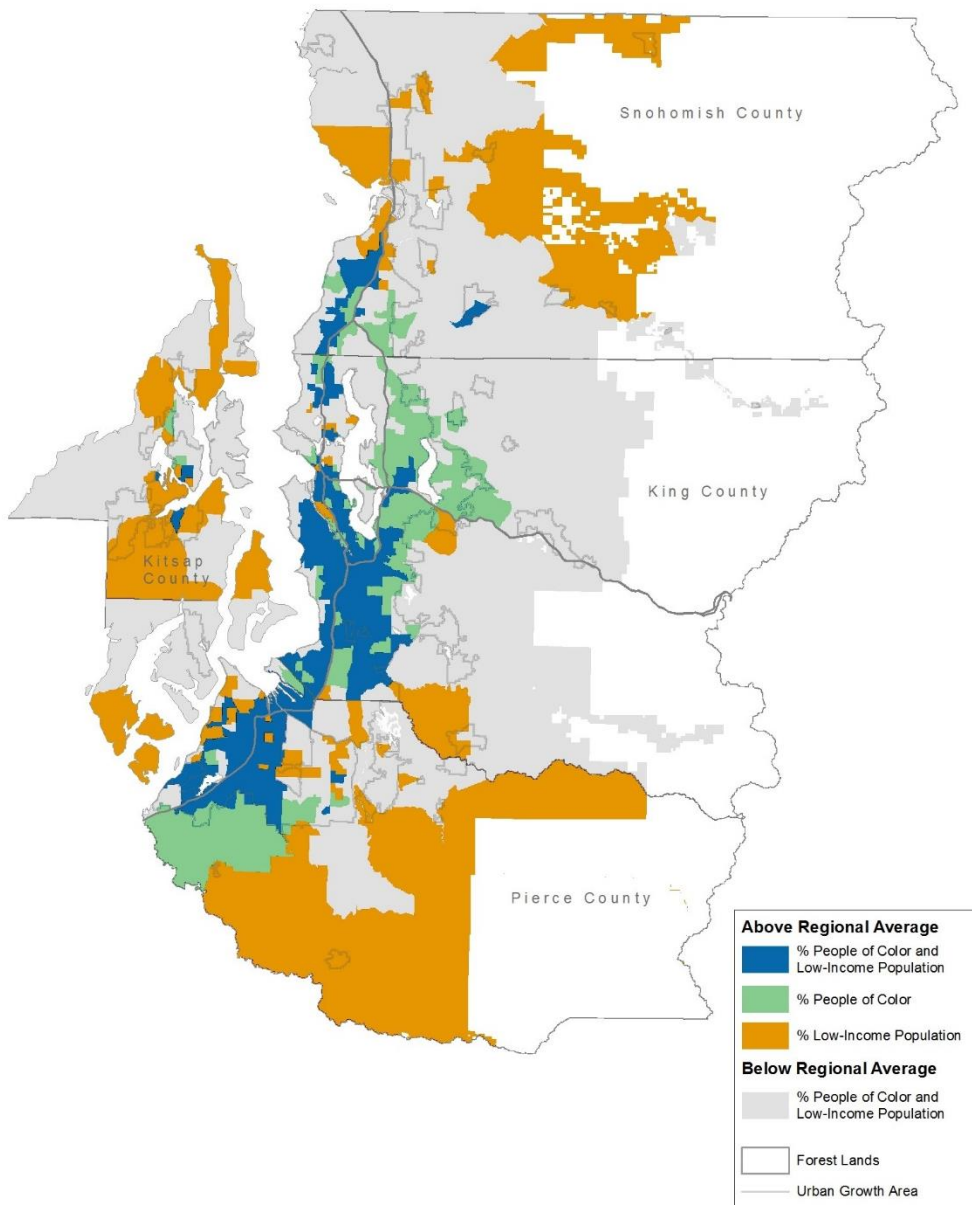 Snohomish County
King County
Kitsap
County
Pierce County
Above Regional Average
% People of Color and
Low-Income Population
% People of Color
% Low-Income Population
Below Regional Average
% People of Color and
Low-Income Population
Forest Lands
Urban Growth Area